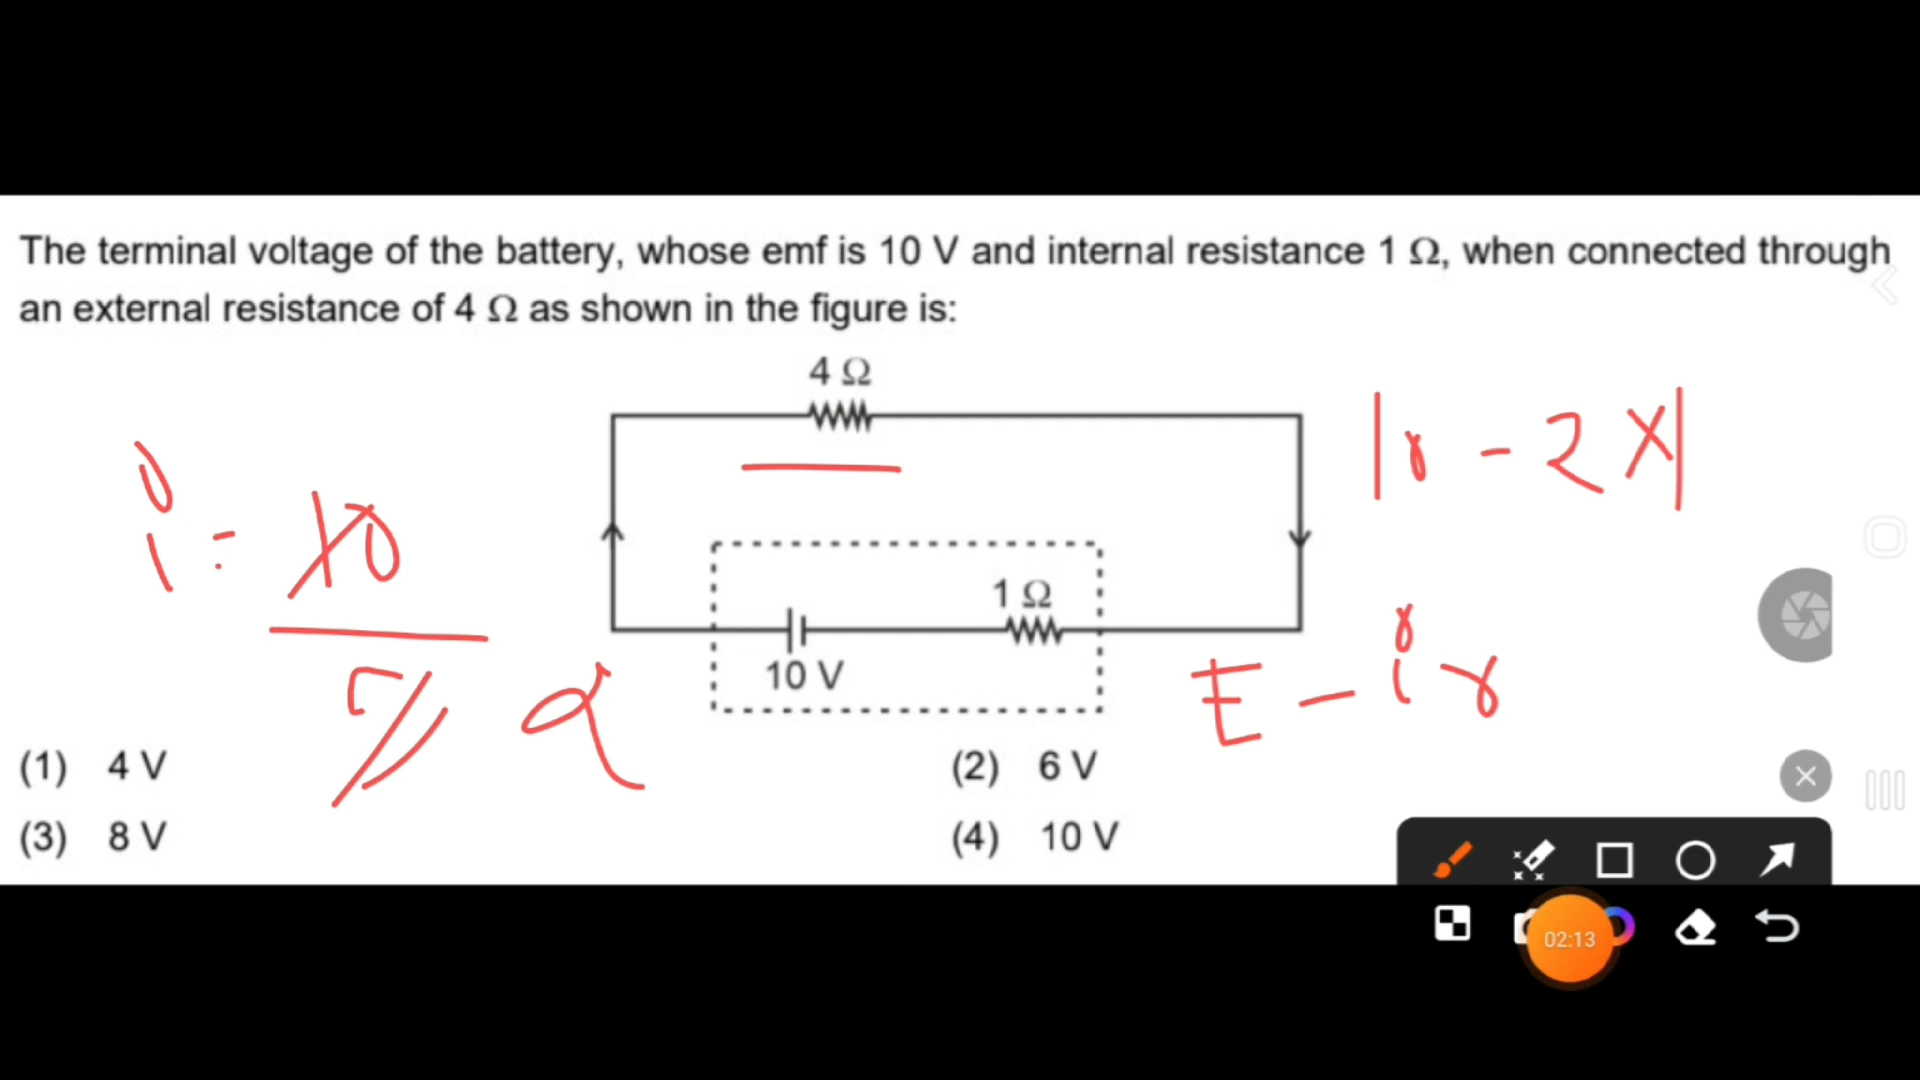 The terminal voltage of the battery, whose emf is 10 V and internal resistance 1 Ω, when connected through
an external resistance of 4 Ω as shown in the figure is:
4 Ω
10 - 2 X 1
i = 10
1 Ω
10 V
E - i r
5
2
(1) 4 V
(2) 6 V
(3) 8 V
(4) 10 V
02:13